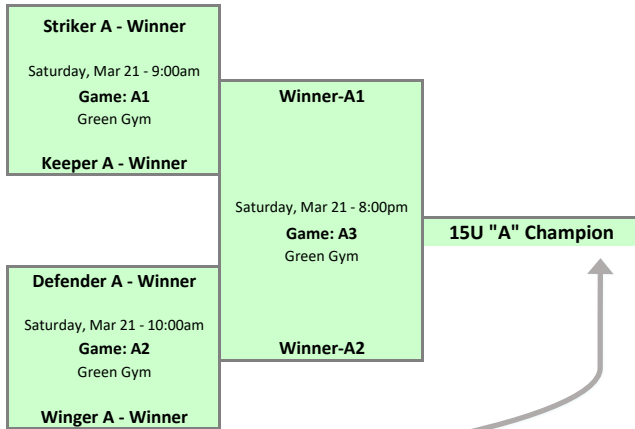 Striker A - Winner
Saturday, Mar 21 - 9:00am
Game: A1
Green Gym
Keeper A - Winner
Winner-A1
Saturday, Mar 21 - 8:00pm
Game: A3
Green Gym
Winner-A2
15U "A" Champion
Defender A - Winner
Saturday, Mar 21 - 10:00am
Game: A2
Green Gym
Winger A - Winner